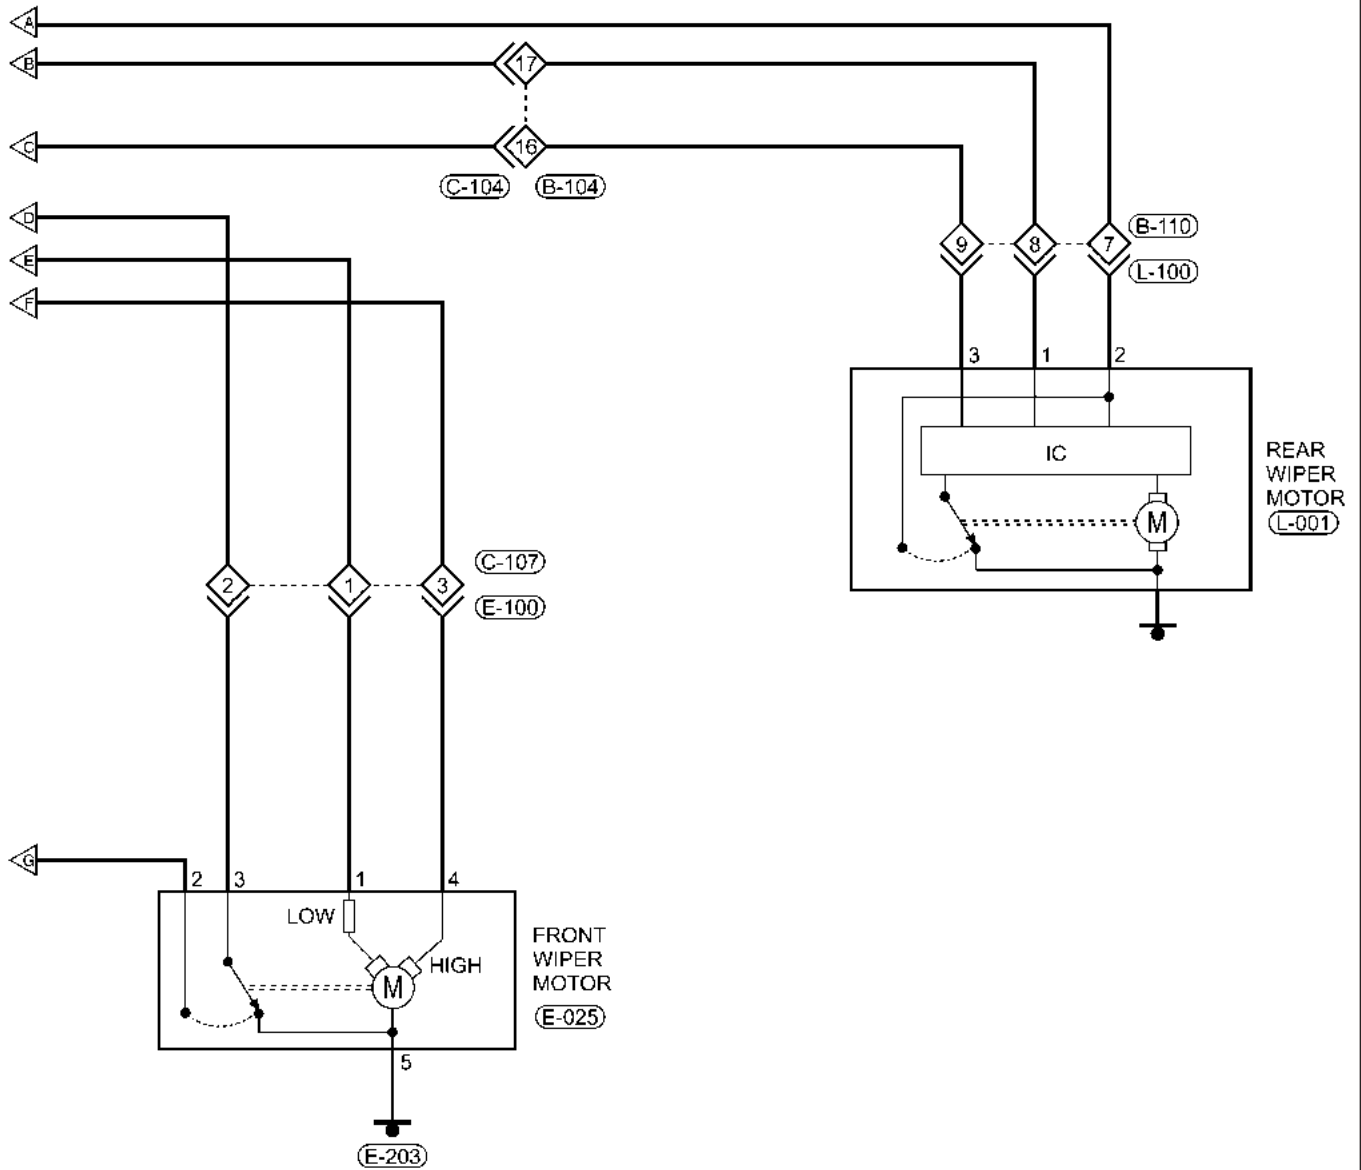 A
B
17
C
16
C-104
B-104
D
E
F
9
8
7
B-110
L-100
3
1
2
IC
M
REAR
WIPER
MOTOR
L-001
2
1
3
C-107
E-100
G
2
3
1
4
LOW
HIGH
M
FRONT
WIPER
MOTOR
E-025
5
E-203